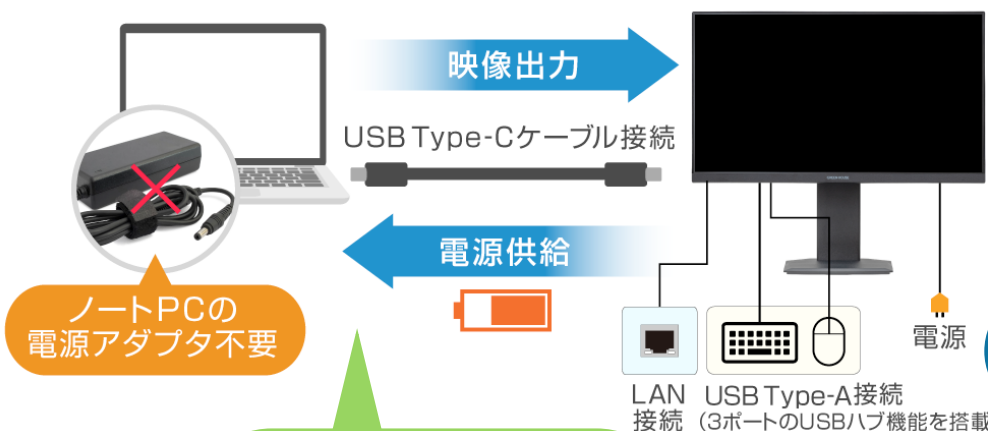 映像出力
USB Type-Cケーブル接続
電源供給
ノートPCの
電源アダプタ不要
電源
LAN
接続
USB Type-A接続
(3ポートのUSBハブ機能を搭載